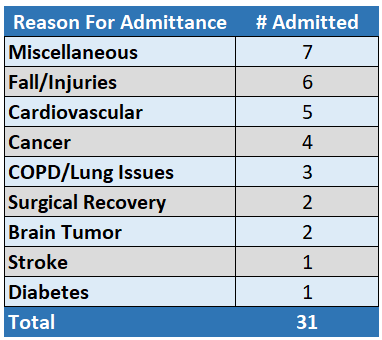 Reason For Admittance # Admitted
Miscellaneous 7
Fall/Injuries 6
Cardiovascular 5
Cancer 4
COPD/Lung Issues 3
Surgical Recovery 2
Brain Tumor 2
Stroke 1
Diabetes 1
Total 31